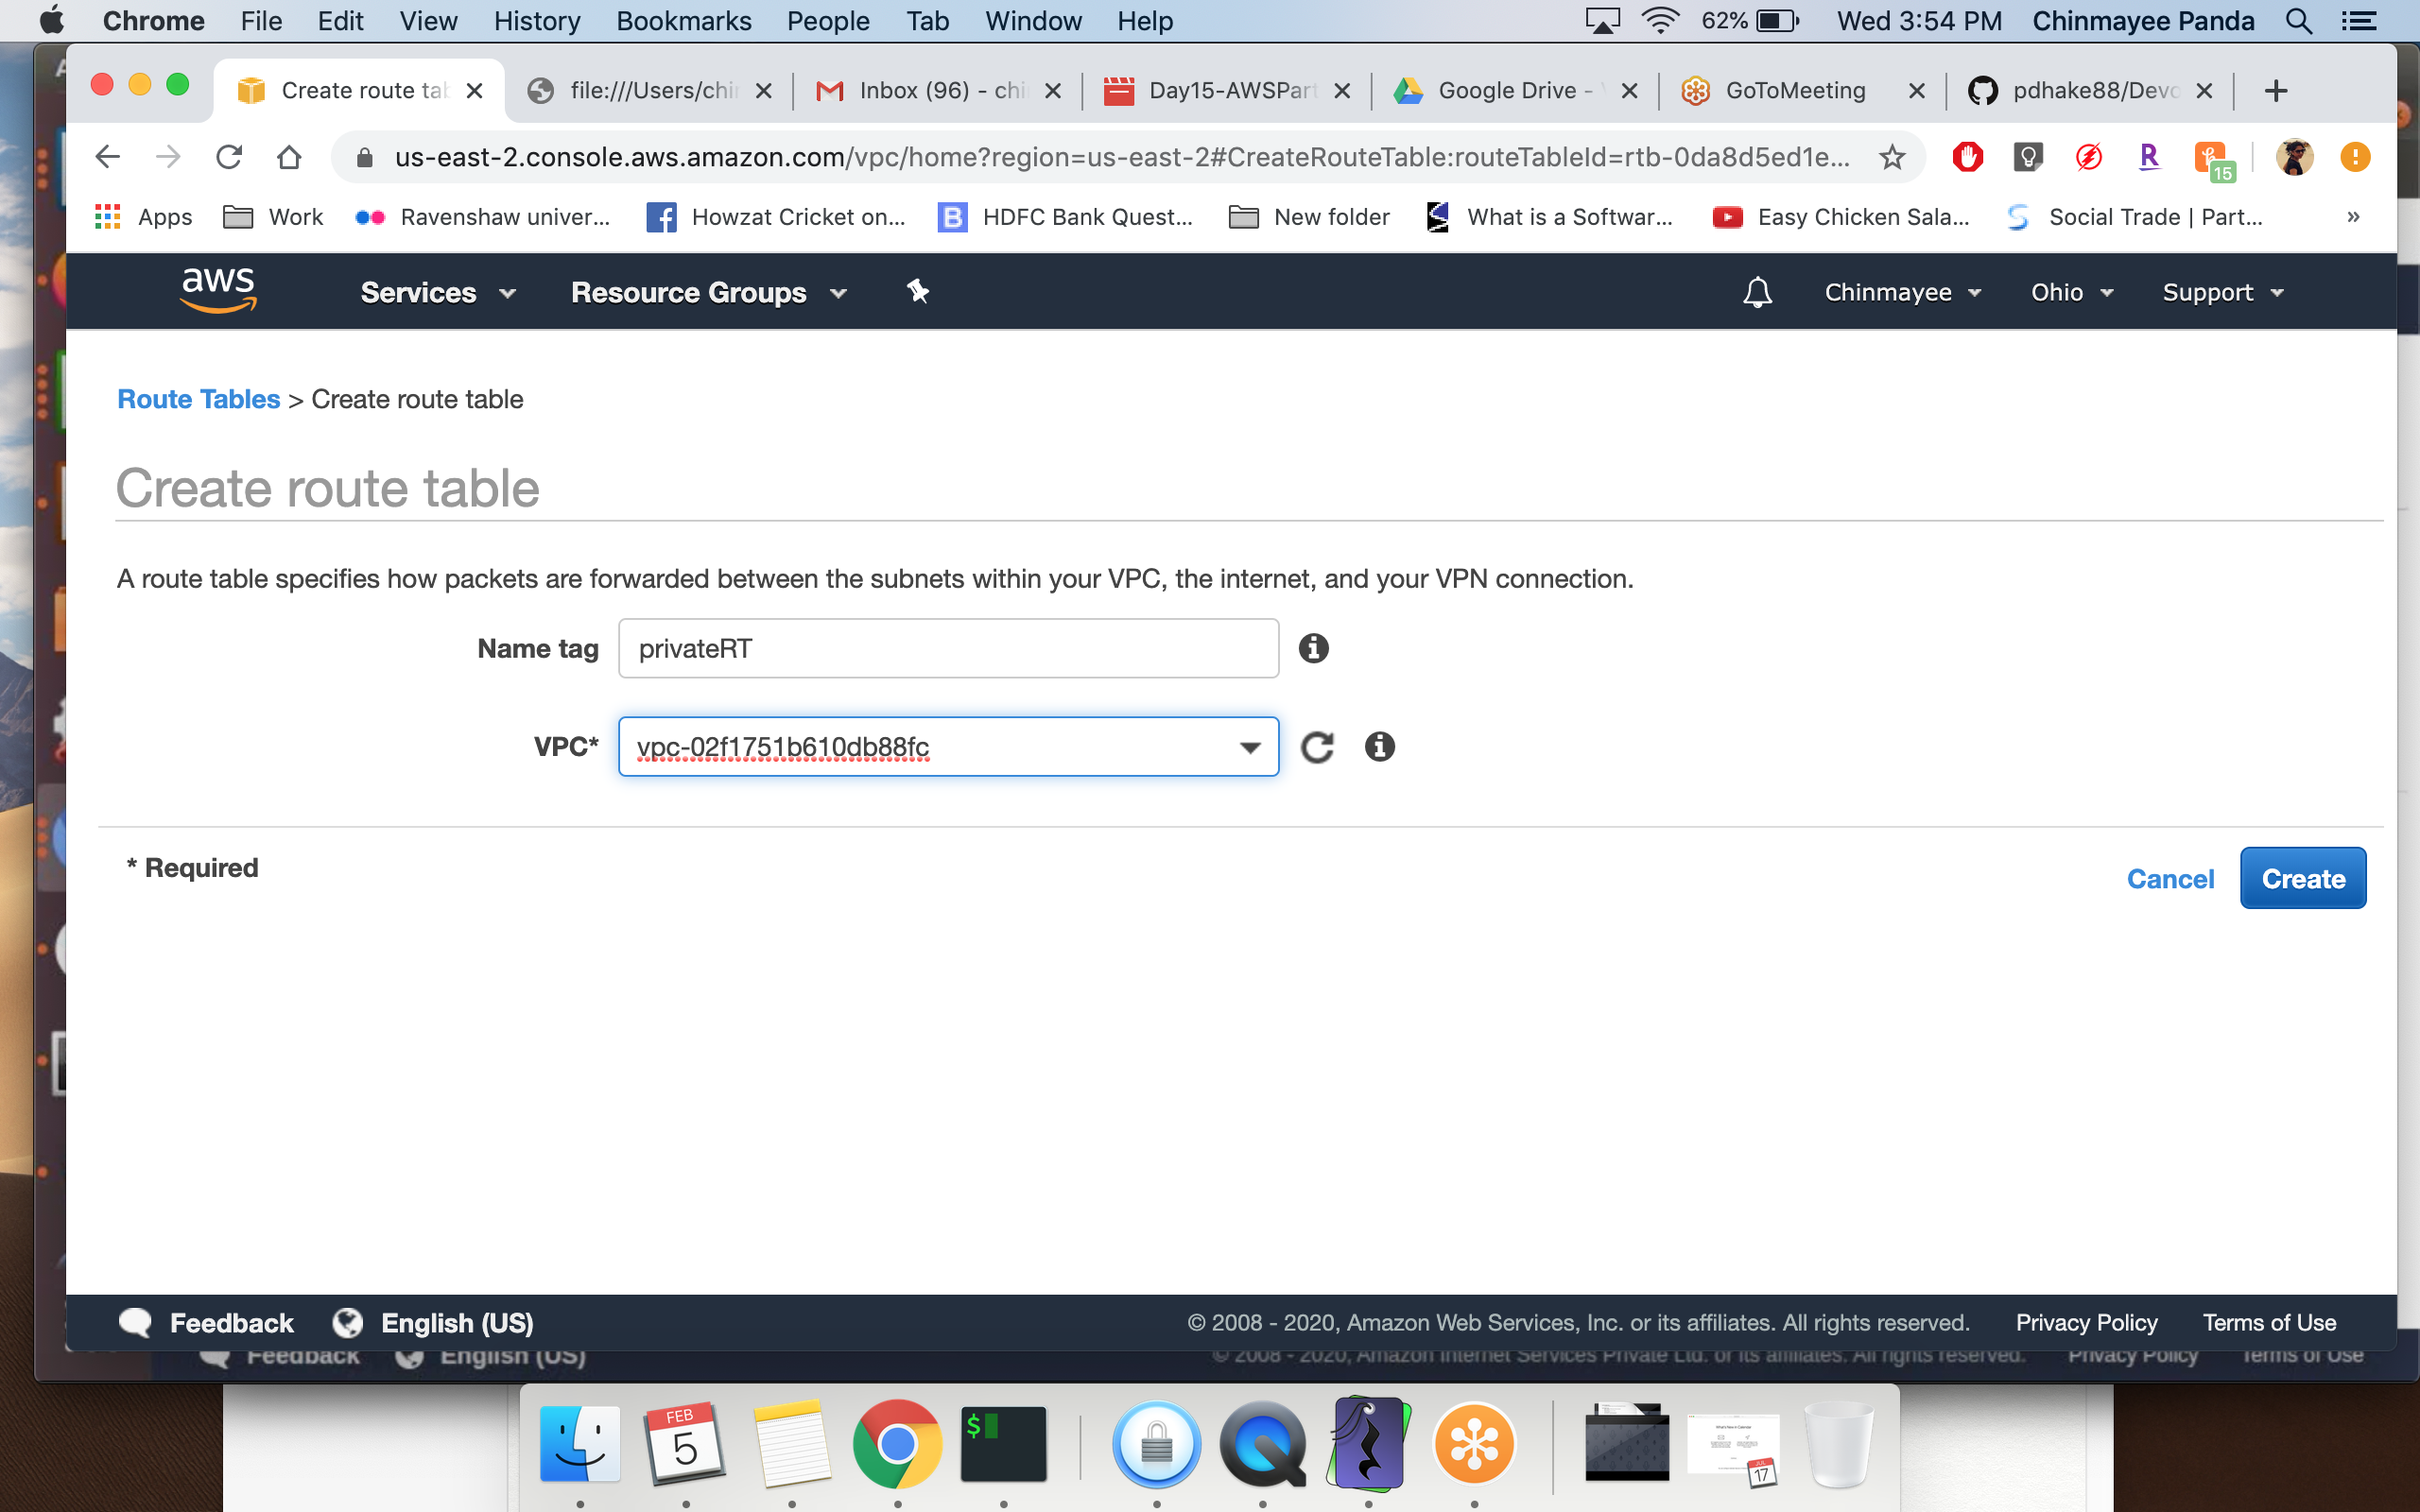 Chrome File Edit View History Bookmarks People Tab Window Help 62% Wed 3:54 PM Chinmayee Panda
Create route tab file:///Users/chi Inbox (96) - chi Day15-AWSPart Google Drive - GoToMeeting pdhake88/Devo
us-east-2.console.aws.amazon.com/vpc/home?region=us-east-2#CreateRouteTable:routeTableId=rtb-0da8d5ed1e... R 15
Apps Work Ravenshaw univer... Howzat Cricket on... B HDFC Bank Quest... New folder What is a Softwar... Easy Chicken Sala... Social Trade | Part... »
aws Services Resource Groups Chinmayee Ohio Support
Route Tables > Create route table
Create route table
A route table specifies how packets are forwarded between the subnets within your VPC, the internet, and your VPN connection.
Name tag privateRT
VPC* vpc-02f1751b610db88fc
* Required
Cancel Create
Feedback English (US) © 2008 - 2020, Amazon Web Services, Inc. or its affiliates. All rights reserved. Privacy Policy Terms of Use
Feedback English (US) © 2008 - 2020, Amazon Internet Services Private Ltd. or its affiliates. All rights reserved. Privacy Policy Terms of Use
FEB
5
$
17